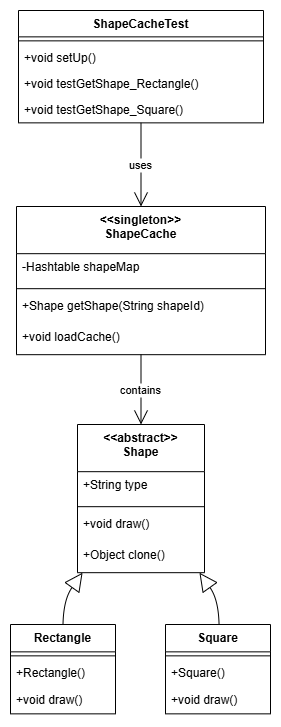 ShapeCacheTest
+void setUp()
+void testGetShape_Rectangle()
+void testGetShape_Square()
uses
<<singleton>>
ShapeCache
-Hashtable shapeMap
+Shape getShape(String shapeId)
+void loadCache()
contains
<<abstract>>
Shape
+String type
+void draw()
+Object clone()
Rectangle
+Rectangle()
+void draw()
Square
+Square()
+void draw()